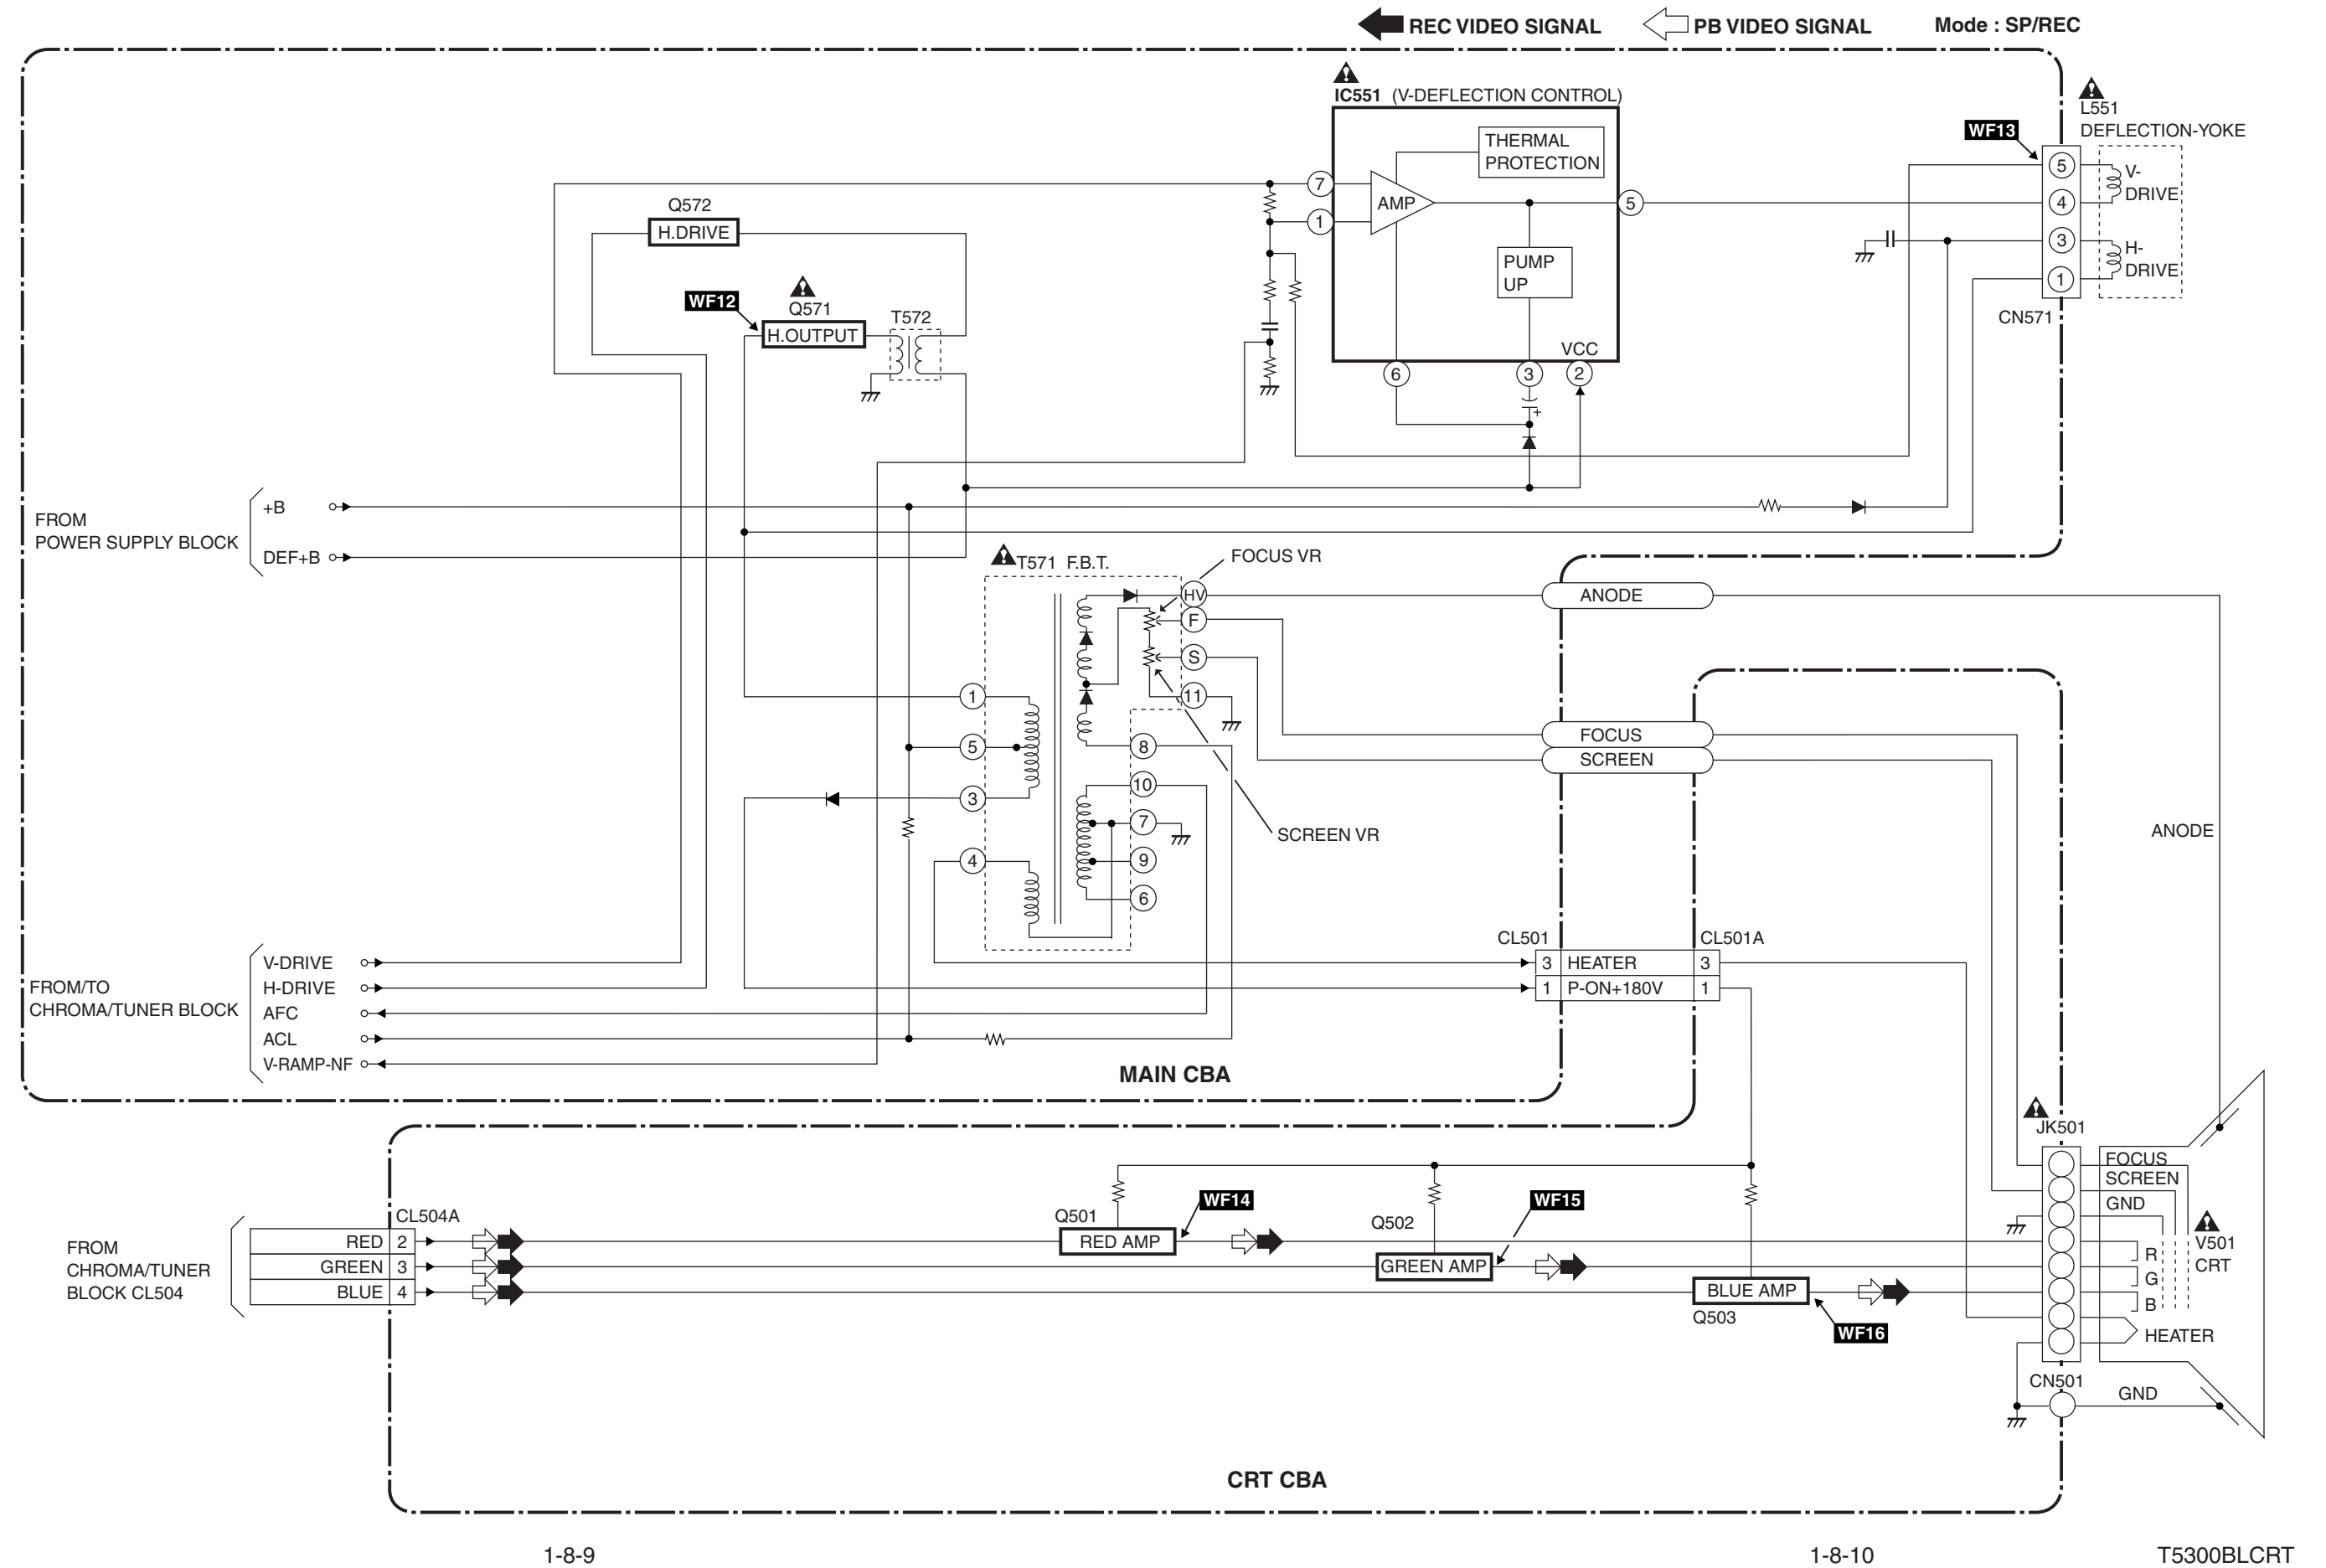 REC VIDEO SIGNAL
PB VIDEO SIGNAL
Mode : SP/REC
IC551 (V-DEFLECTION CONTROL)
THERMAL
PROTECTION
AMP
PUMP
UP
VCC
7
1
5
6
3
2
WF13
L551
DEFLECTION-YOKE
5
4
3
1
V-
DRIVE
H-
DRIVE
CN571
Q572
H.DRIVE
WF12
Q571
H.OUTPUT
T572
+
FROM
POWER SUPPLY BLOCK
+B
DEF+B
T571 F.B.T.
FOCUS VR
HV
F
S
11
1
5
3
4
8
10
7
9
6
SCREEN VR
ANODE
FOCUS
SCREEN
ANODE
CL501
CL501A
3 HEATER 3
1 P-ON+180V 1
FROM/TO
CHROMA/TUNER BLOCK
V-DRIVE
H-DRIVE
AFC
ACL
V-RAMP-NF
MAIN CBA
JK501
FOCUS
SCREEN
GND
R
G
B
HEATER
V501
CRT
CN501
GND
FROM
CHROMA/TUNER
BLOCK CL504
CL504A
RED 2
GREEN 3
BLUE 4
Q501
RED AMP
WF14
Q502
GREEN AMP
WF15
BLUE AMP
Q503
WF16
CRT CBA
1-8-9
1-8-10
T5300BLCRT